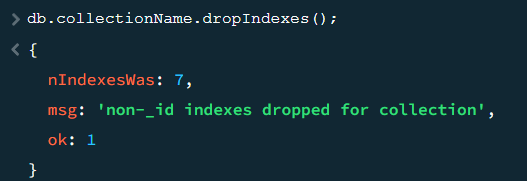 > db.collectionName.dropIndexes();
< {
nIndexesWas: 7,
msg: 'non-_id indexes dropped for collection',
ok: 1
}